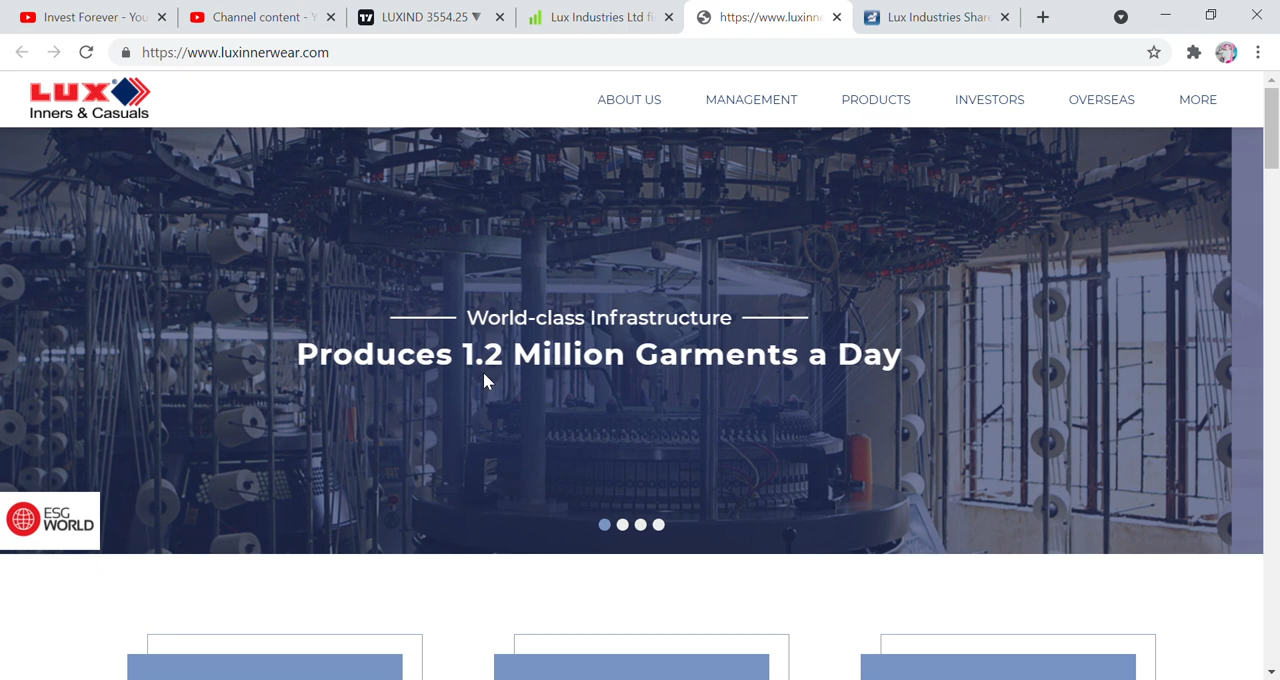 Invest Forever - You
Channel content - Y
LUXIND 3554.25 ▼
Lux Industries Ltd fi
https://www.luxinne
Lux Industries Shar
https://www.luxinnerwear.com
LUX®
Inners & Casuals
ABOUT US
MANAGEMENT
PRODUCTS
INVESTORS
OVERSEAS
MORE
World-class Infrastructure
Produces 1.2 Million Garments a Day
ESG
WORLD